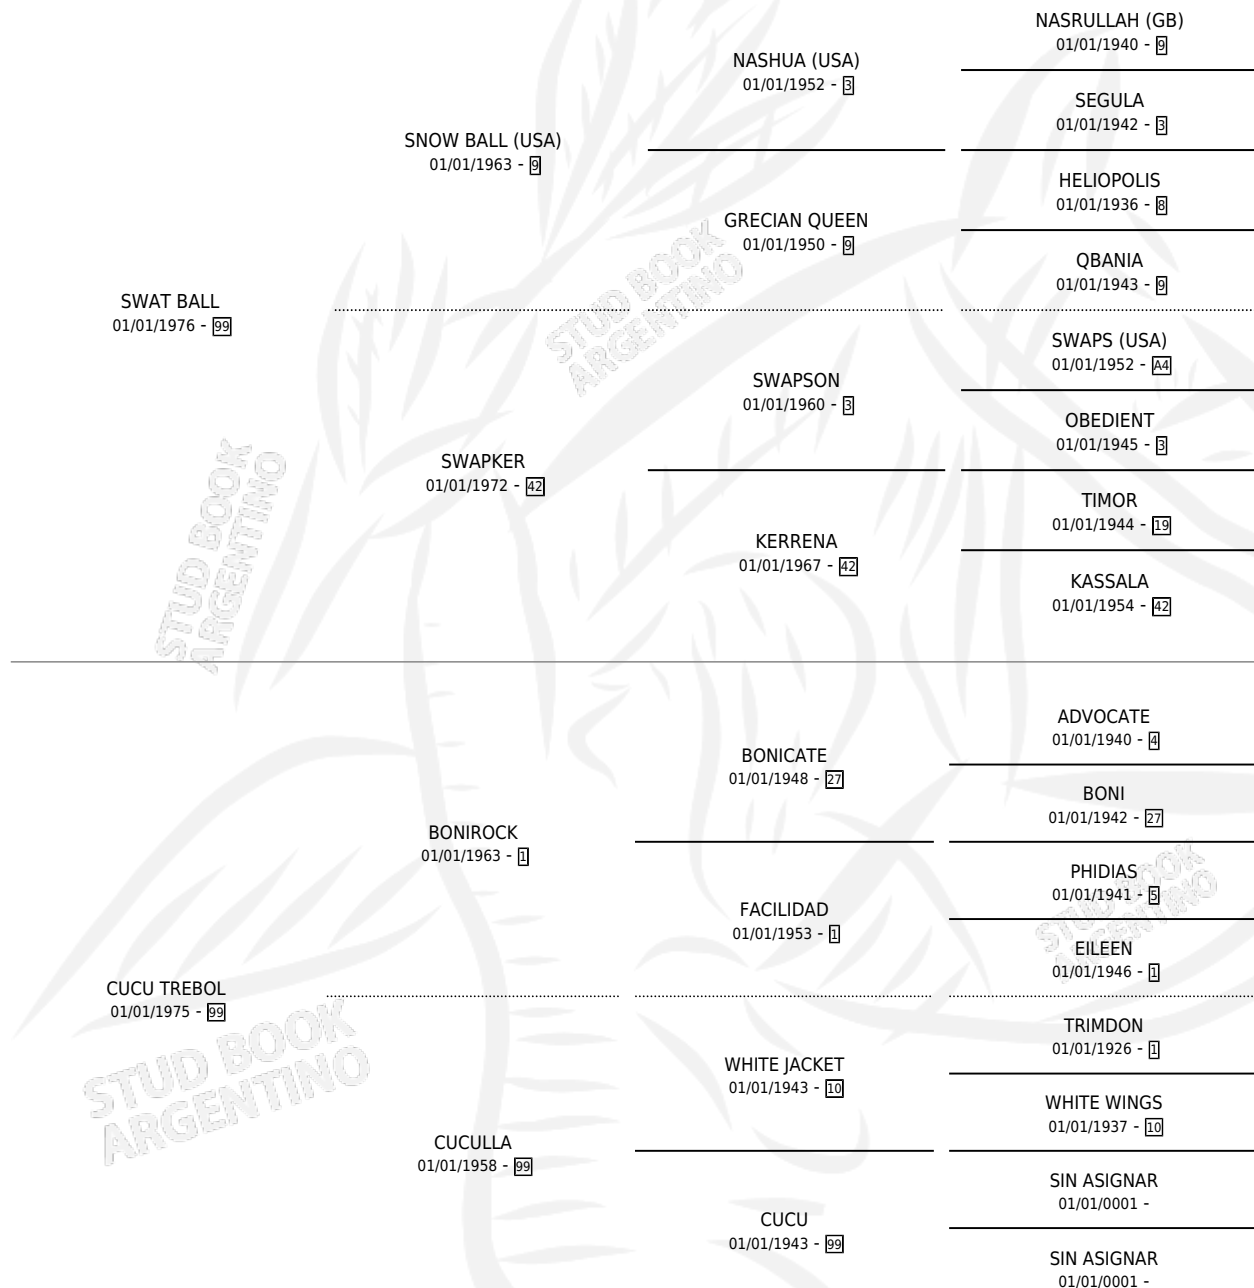 NASRULLAH (GB)
01/01/1940 - 9
NASHUA (USA)
01/01/1952 - 3
SEGULA
01/01/1942 - 3
SNOW BALL (USA)
01/01/1963 - 9
HELIOPOLIS
01/01/1936 - 8
GRECIAN QUEEN
01/01/1950 - 9
QBANIA
01/01/1943 - 9
SWAT BALL
01/01/1976 - 99
STUD BOOK
ARGENTINO
SWAPS (USA)
01/01/1952 - A4
SWAPSON
01/01/1960 - 3
OBEDIENT
01/01/1945 - 3
SWAPKER
01/01/1972 - 42
TIMOR
01/01/1944 - 19
KERRENA
01/01/1967 - 42
KASSALA
01/01/1954 - 42
STUD BOOK
ARGENTINO
ADVOCATE
01/01/1940 - 4
BONICATE
01/01/1948 - 27
BONI
01/01/1942 - 27
BONIROCK
01/01/1963 - 1
PHIDIAS
01/01/1941 - 5
FACILIDAD
01/01/1953 - 1
EILEEN
01/01/1946 - 1
STUD BOOK
ARGENTINO
CUCU TREBOL
01/01/1975 - 99
TRIMDON
01/01/1926 - 1
WHITE JACKET
01/01/1943 - 10
WHITE WINGS
01/01/1937 - 10
STUD BOOK
ARGENTINO
CUCULLA
01/01/1958 - 99
SIN ASIGNAR
01/01/0001 -
CUCU
01/01/1943 - 99
SIN ASIGNAR
01/01/0001 -